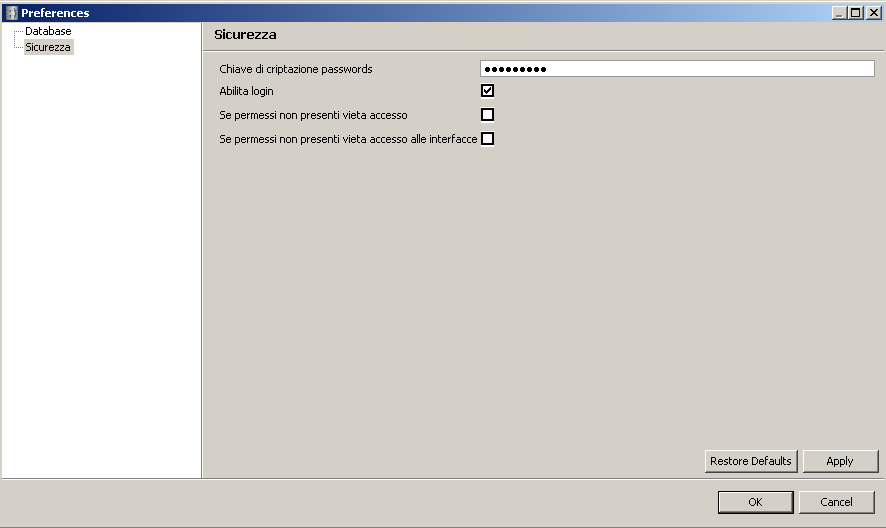 Preferences
Database
Sicurezza
Sicurezza
Chiave di criptazione passwords ●●●●●●●●●
Abilita login
Se permessi non presenti vieta accesso
Se permessi non presenti vieta accesso alle interfacce
Restore Defaults Apply
OK Cancel